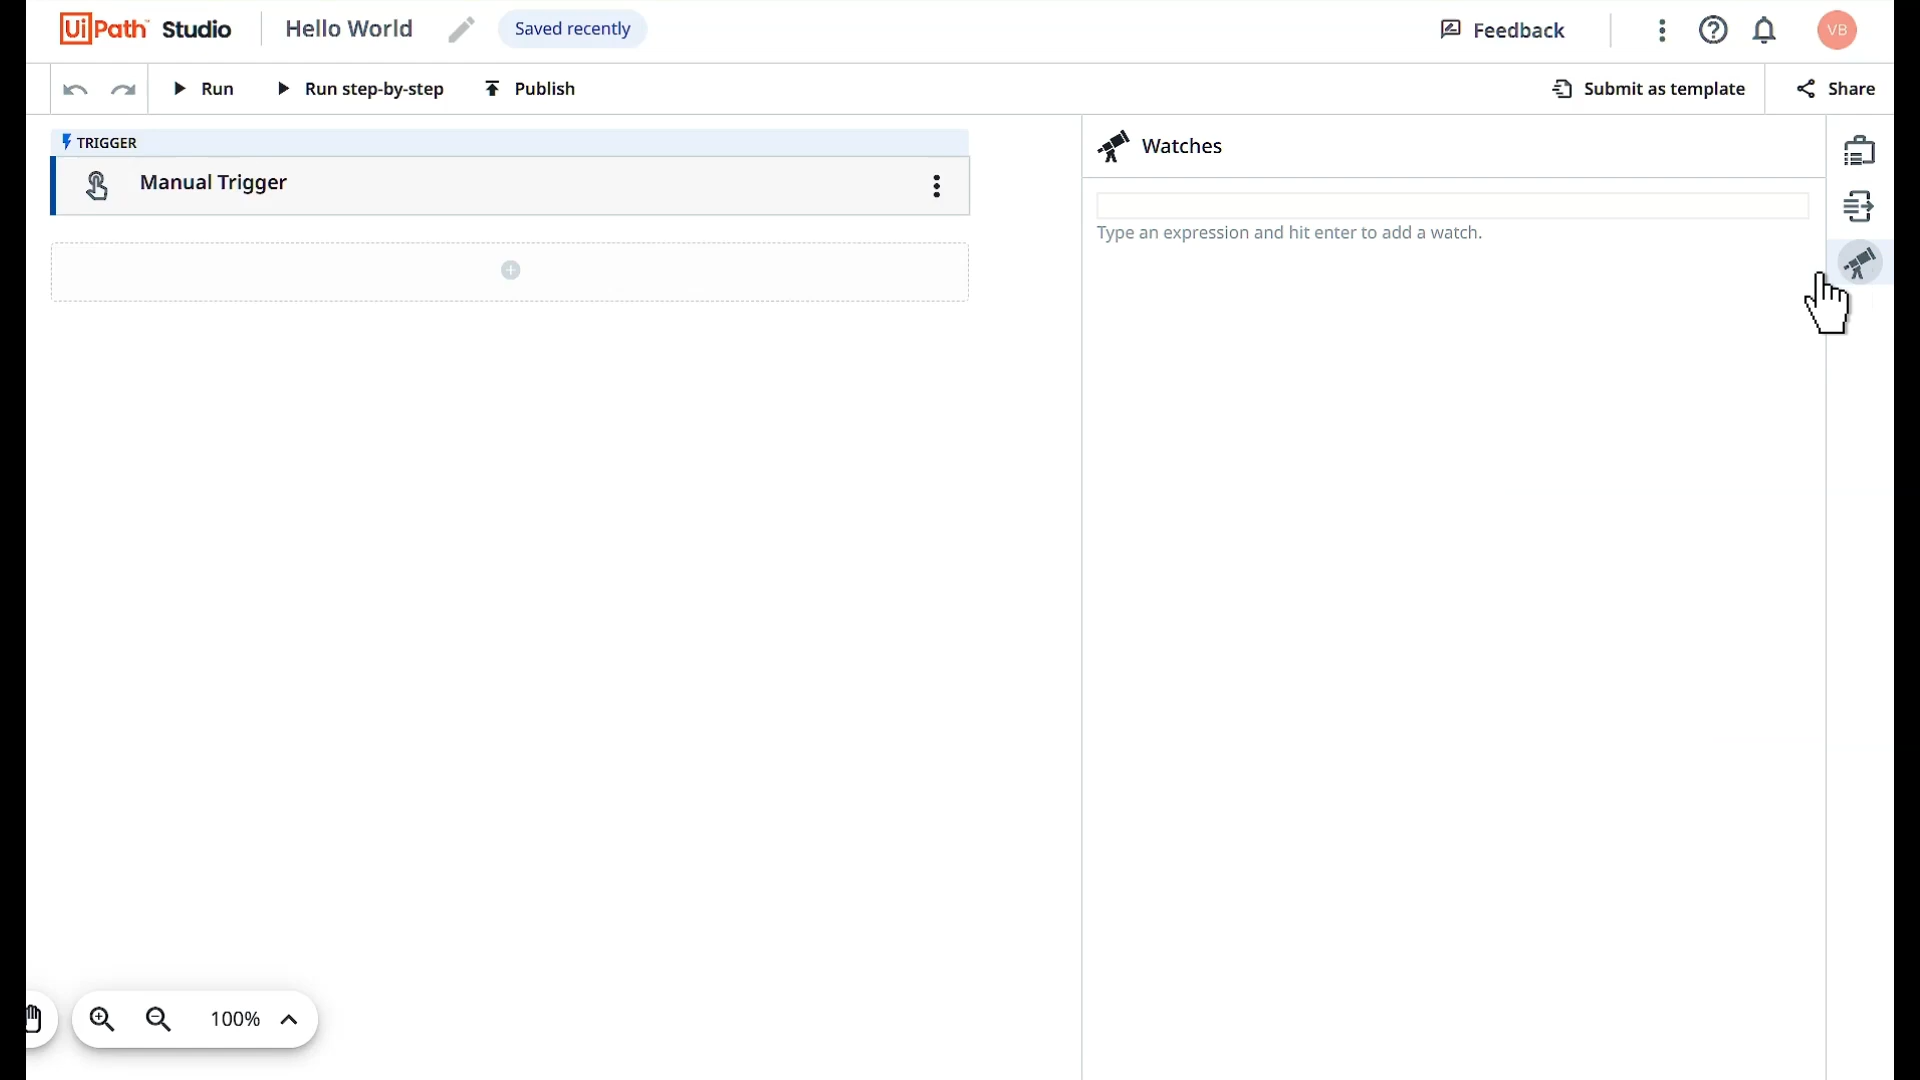 UiPath Studio
Hello World
Saved recently
Feedback
VB
Run
Run step-by-step
Publish
Submit as template
Share
TRIGGER
Manual Trigger
Watches
Type an expression and hit enter to add a watch.
100%